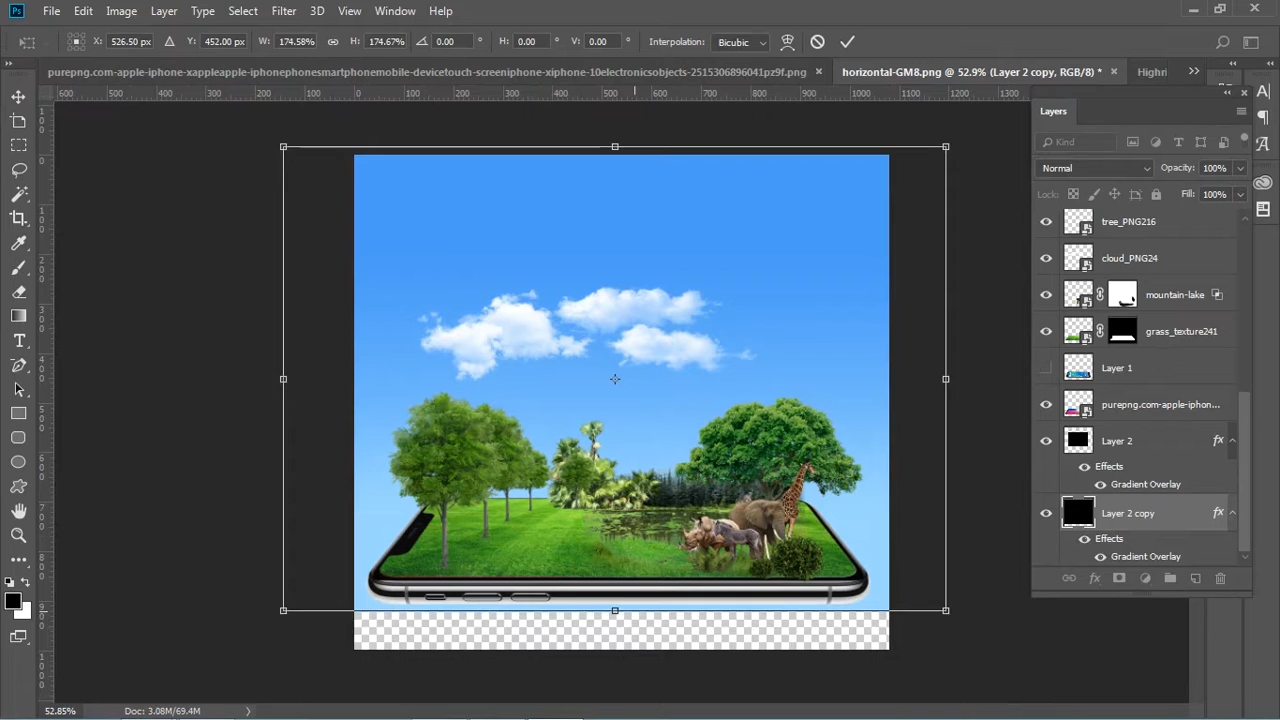 Ps File Edit Image Layer Type Select Filter 3D View Window Help
X: 526.50 px Y: 452.00 px W: 174.58% H: 174.67% 0.00 ° H: 0.00 ° V: 0.00 ° Interpolation: Bicubic
purepng.com-apple-iphone-xappleapple-iphonephonesmartphonemobile-devicetouch-screeniphone-xiphone-10electronicsobjects-2515306896041pz9f.png × horizontal-GM8.png @ 52.9% (Layer 2 copy, RGB/8) * × Highri
600 500 400 300 200 100 0 100 200 300 400 500 600 700 800 900 1000 1100 1200 1300
Layers
Kind
Normal Opacity: 100%
Lock: Fill: 100%
tree_PNG216
cloud_PNG24
mountain-lake
grass_texture241
Layer 1
purepng.com-apple-iphon...
Layer 2 fx
Effects
Gradient Overlay
Layer 2 copy fx
Effects
Gradient Overlay
52.85% Doc: 3.08M/69.4M